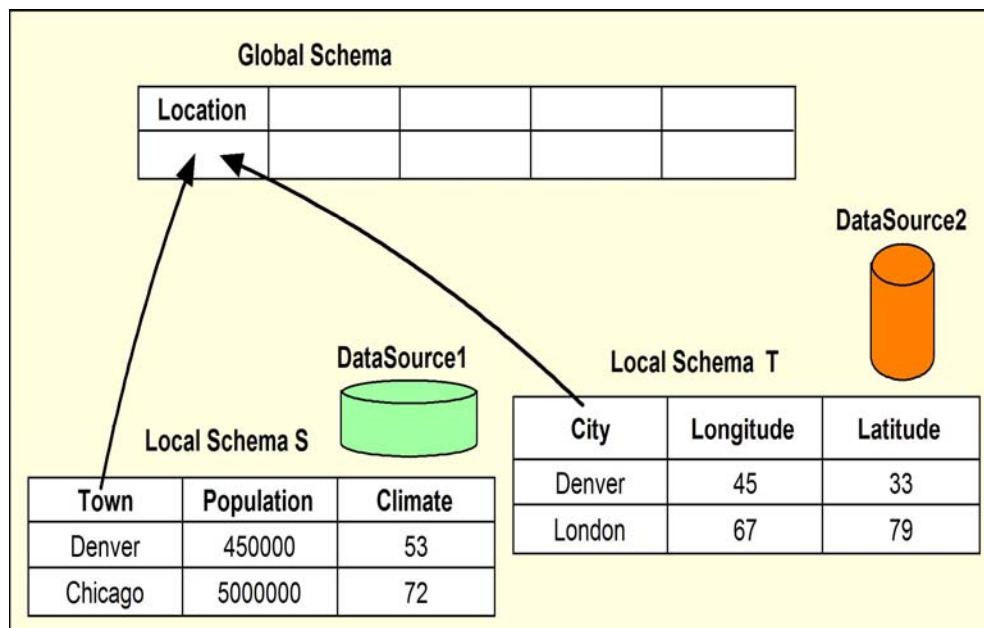 Global Schema
Location
DataSource2
DataSource1
Local Schema T
City Longitude Latitude
Denver 45 33
London 67 79
Local Schema S
Town Population Climate
Denver 450000 53
Chicago 5000000 72